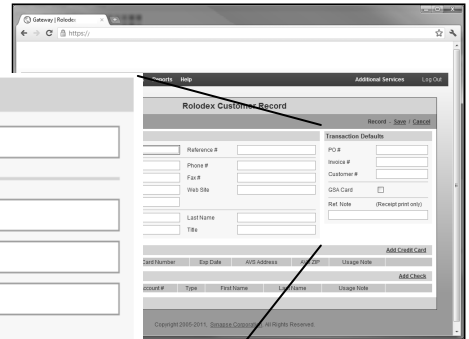 Gateway | Rolodex
https://
Reports Help Additional Services Log Out
Rolodex Customer Record
Record - Save / Cancel
Transaction Defaults
Reference # PO #
Phone # Invoice #
Fax # Customer #
Web Site
GSA Card
Ref. Note (Receipt print only)
Last Name
Title
Add Credit Card
Card Number Exp Date AVS Address AVS ZIP Usage Note
Add Check
Account # Type First Name Last Name Usage Note
Copyright 2005-2011, Synapse Corporation, All Rights Reserved.